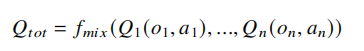 Q_{tot} = f_{mix}(Q_1(o_1, a_1), ..., Q_n(o_n, a_n))